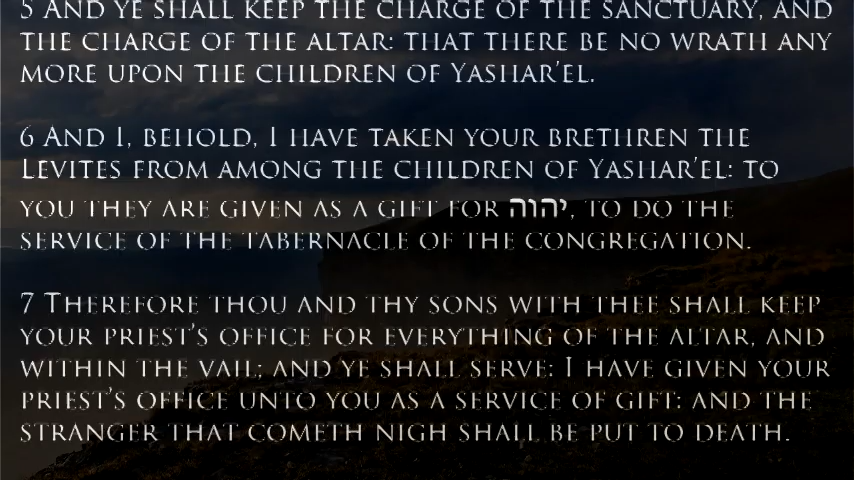 5 And ye shall keep the charge of the sanctuary, and
the charge of the altar: that there be no wrath any
more upon the children of Yashar'el.
6 And I, behold, I have taken your brethren the
Levites from among the children of Yashar'el: to
you they are given as a gift for יהוה, to do the
service of the tabernacle of the congregation.
7 Therefore thou and thy sons with thee shall keep
your priest's office for everything of the altar, and
within the vail; and ye shall serve: I have given your
priest's office unto you as a service of gift: and the
stranger that cometh nigh shall be put to death.